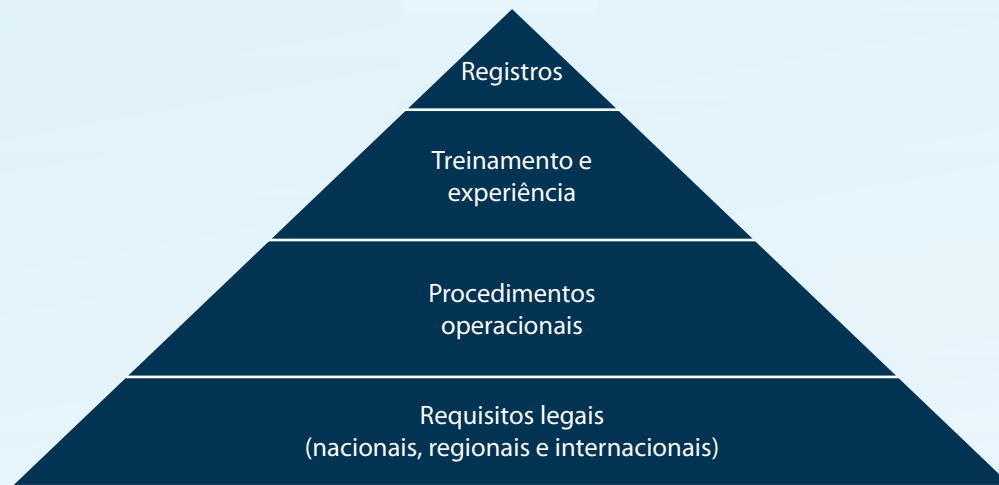 Registros
Treinamento e
experiência
Procedimentos
operacionais
Requisitos legais
(nacionais, regionais e internacionais)